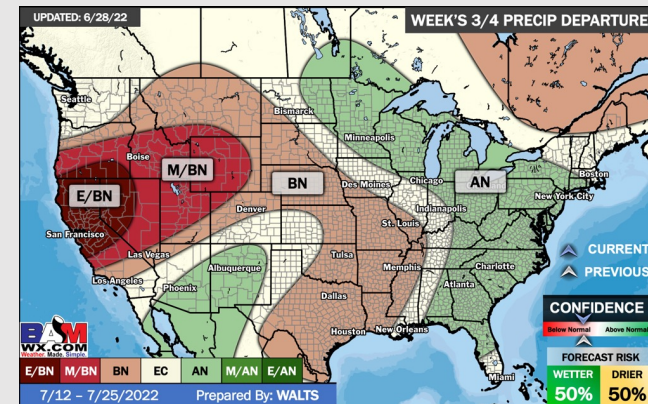 UPDATED: 6/28/22
WEEK'S 3/4 PRECIP DEPARTURE
Seattle
Bismarck
Minneapolis
Boise
M/BN
E/BN
BN
Des Moines
Chicago
AN
Boston
New York City
Denver
Indianapolis
St. Louis
San Francisco
Las Vegas
Los Angeles
Phoenix
Albuquerque
Tulsa
Memphis
Charlotte
Atlanta
Dallas
Houston
New Orleans
Miami
CURRENT
PREVIOUS
CONFIDENCE
Below Normal Above Normal
FORECAST RISK
WETTER DRIER
50% 50%
BAM
WX.COM
Weather. Made. Simple.
E/BN M/BN BN EC AN M/AN E/AN
7/12 – 7/25/2022 Prepared By: WALTS